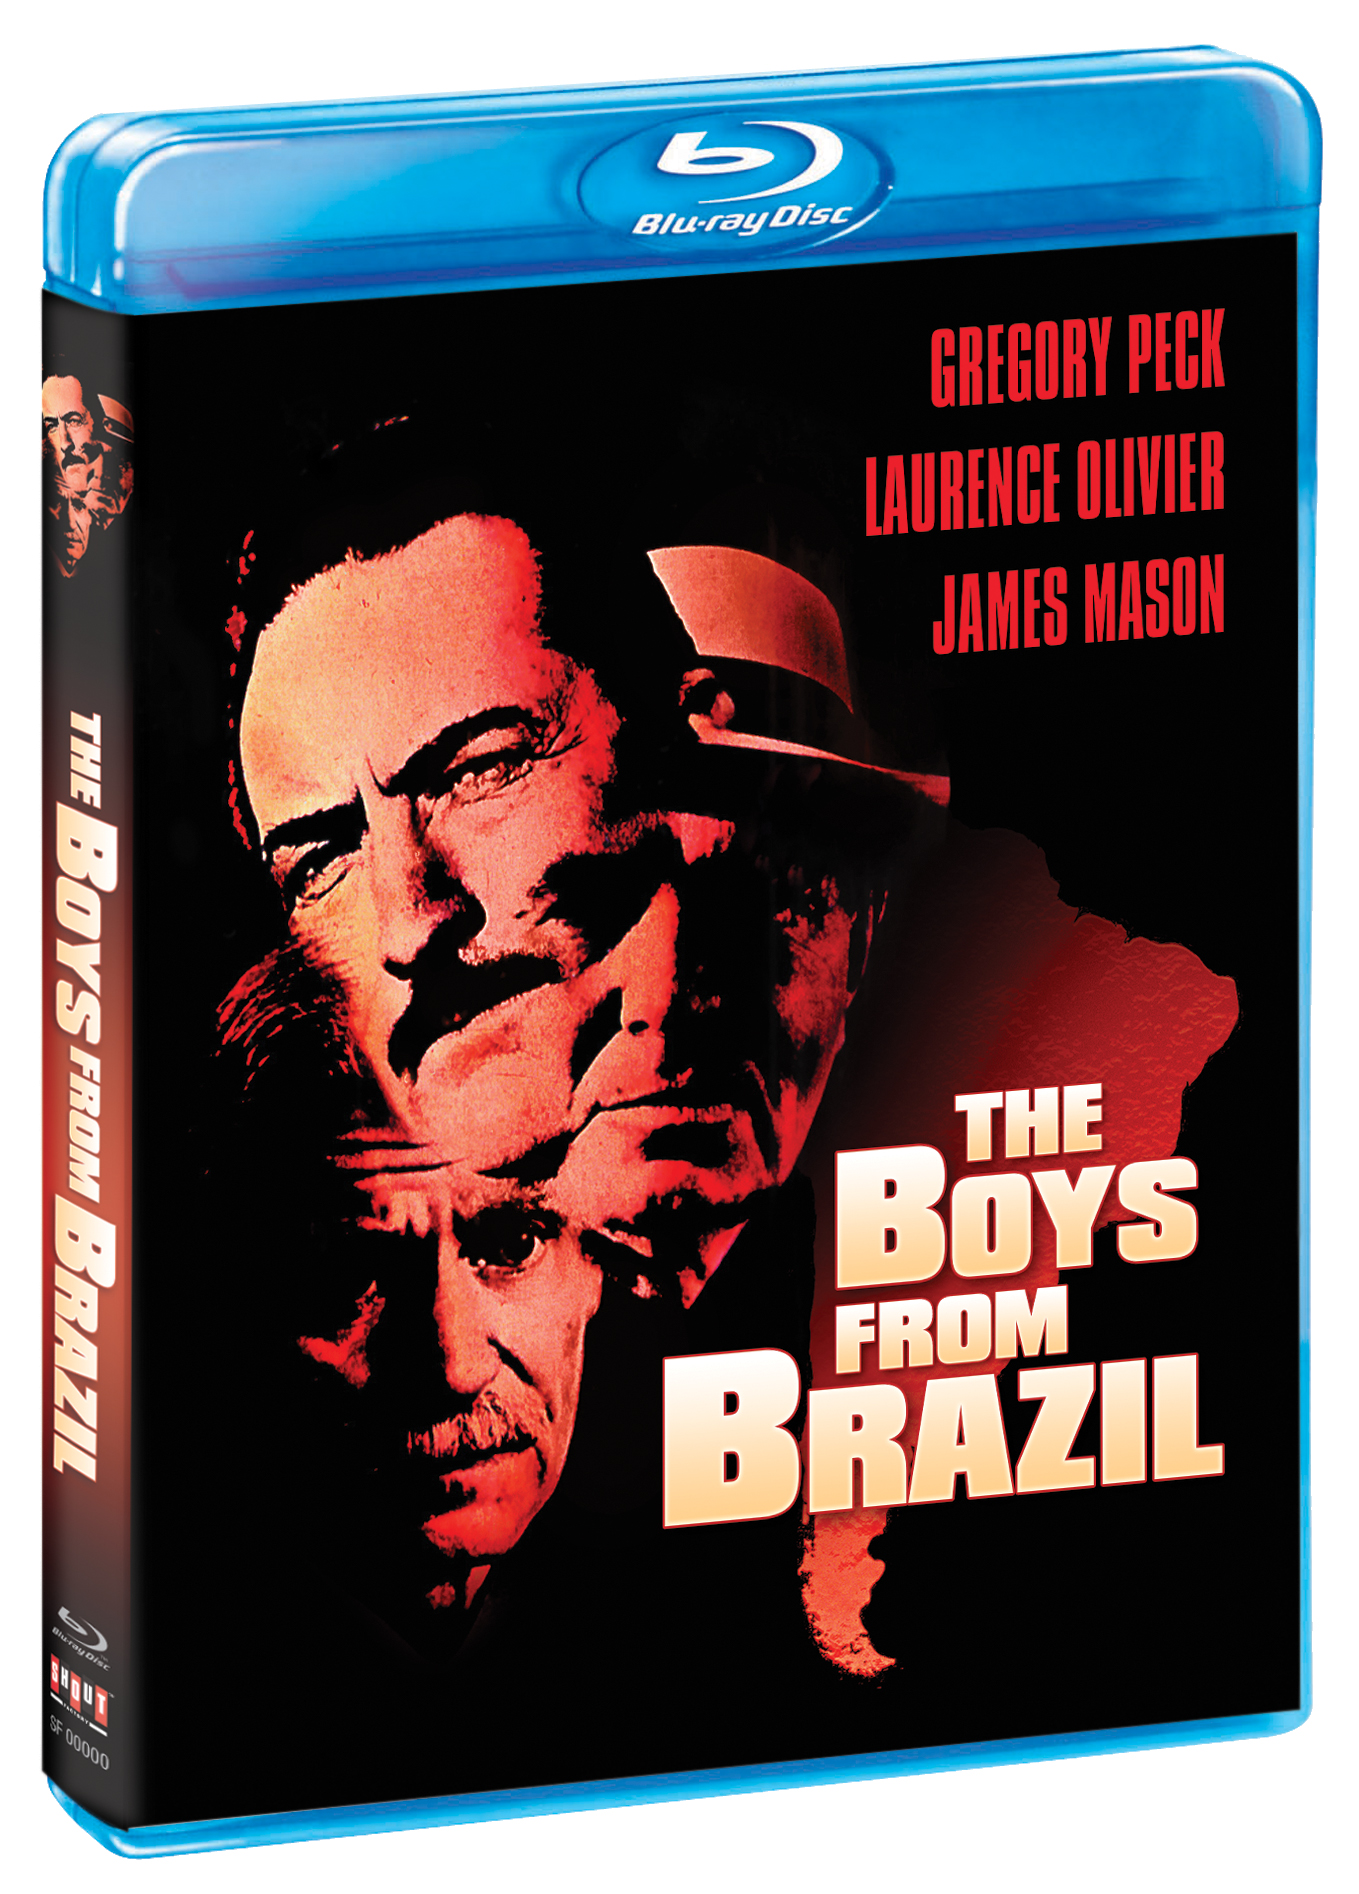 Blu-ray Disc
GREGORY PECK
LAURENCE OLIVIER
JAMES MASON
THE
BOYS
FROM
BRAZIL
THE BOYS FROM BRAZIL
Blu-ray Disc
SHOUT
FACTORY
SF 00000